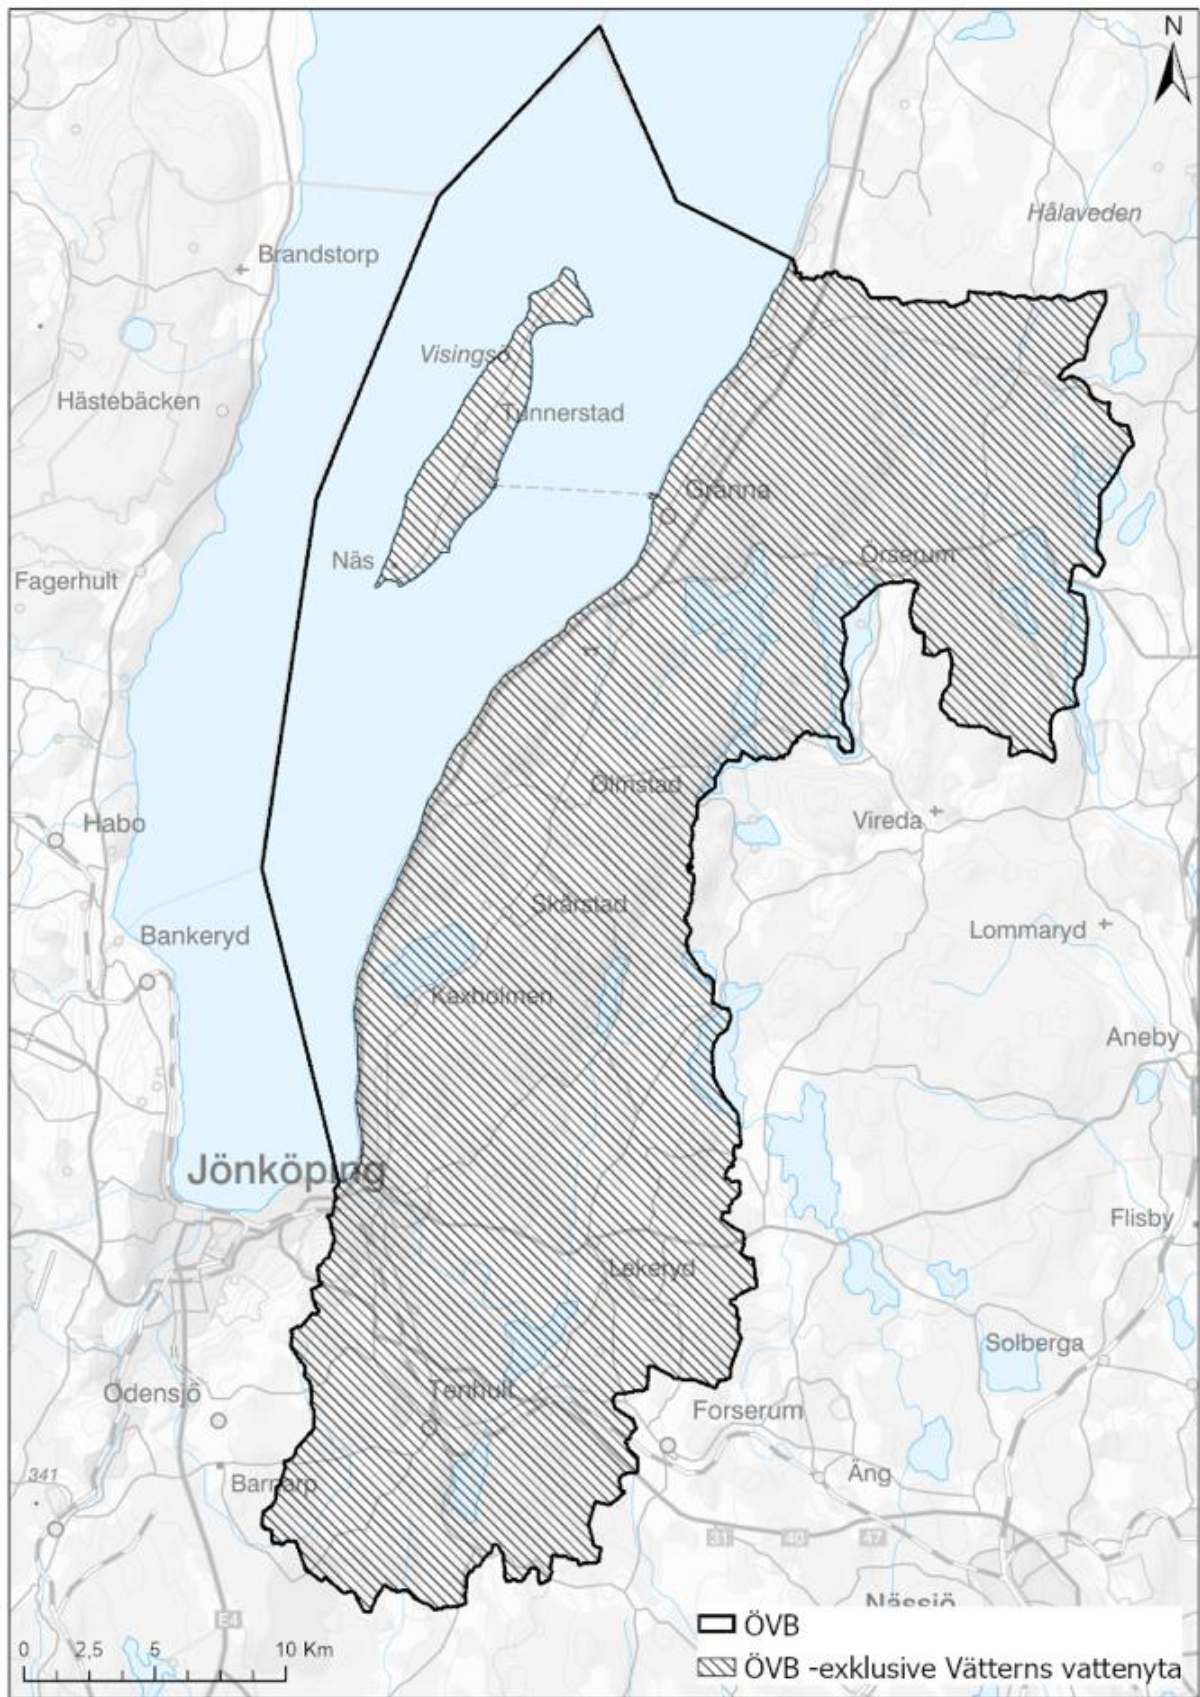 N
Hålaveden
Brandstorp
Visingsö
Hästebäcken
Tunnerstad
Gränna
Örserum
Näs
Fagerhult
Ölmstad
Habo
Vireda
Skärstad
Lommaryd
Bankeryd
Kaxholmen
Aneby
Jönköping
Flisby
Lekeryd
Solberga
Odensjö
Tenhult
Forserum
341
Barnarp
Äng
31 40 47
Nässjö
E4
ÖVB
0 2,5 5 10 Km
ÖVB -exklusive Vätterns vattenyta